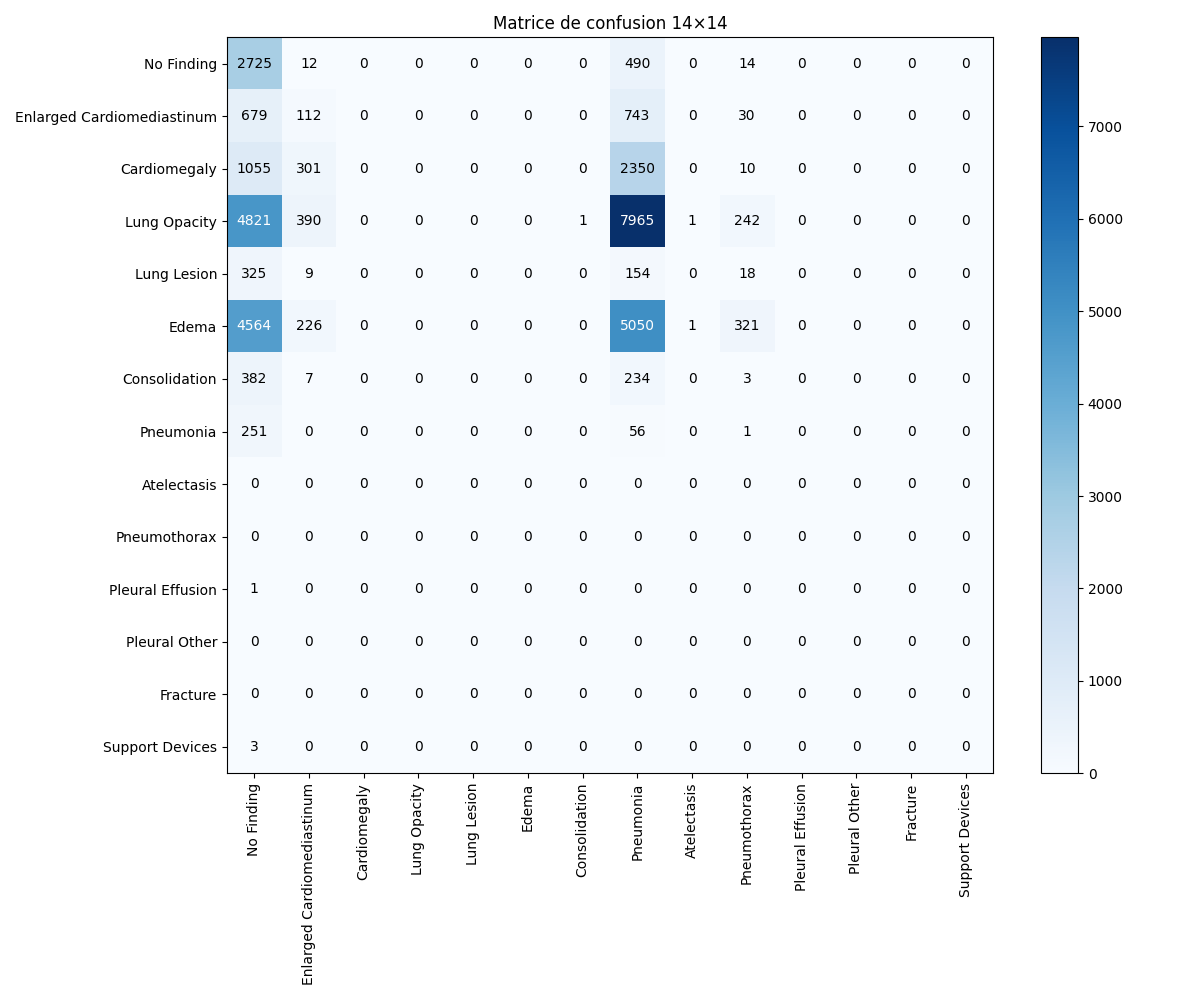 Matrice de confusion 14×14
No Finding 2725 12 0 0 0 0 0 490 0 14 0 0 0 0
Enlarged Cardiomediastinum 679 112 0 0 0 0 0 743 0 30 0 0 0 0
Cardiomegaly 1055 301 0 0 0 0 0 2350 0 10 0 0 0 0
Lung Opacity 4821 390 0 0 0 0 1 7965 1 242 0 0 0 0
Lung Lesion 325 9 0 0 0 0 0 154 0 18 0 0 0 0
Edema 4564 226 0 0 0 0 0 5050 1 321 0 0 0 0
Consolidation 382 7 0 0 0 0 0 234 0 3 0 0 0 0
Pneumonia 251 0 0 0 0 0 0 56 0 1 0 0 0 0
Atelectasis 0 0 0 0 0 0 0 0 0 0 0 0 0 0
Pneumothorax 0 0 0 0 0 0 0 0 0 0 0 0 0 0
Pleural Effusion 1 0 0 0 0 0 0 0 0 0 0 0 0 0
Pleural Other 0 0 0 0 0 0 0 0 0 0 0 0 0 0
Fracture 0 0 0 0 0 0 0 0 0 0 0 0 0 0
Support Devices 3 0 0 0 0 0 0 0 0 0 0 0 0 0
No Finding
Enlarged Cardiomediastinum
Cardiomegaly
Lung Opacity
Lung Lesion
Edema
Consolidation
Pneumonia
Atelectasis
Pneumothorax
Pleural Effusion
Pleural Other
Fracture
Support Devices
7000
6000
5000
4000
3000
2000
1000
0